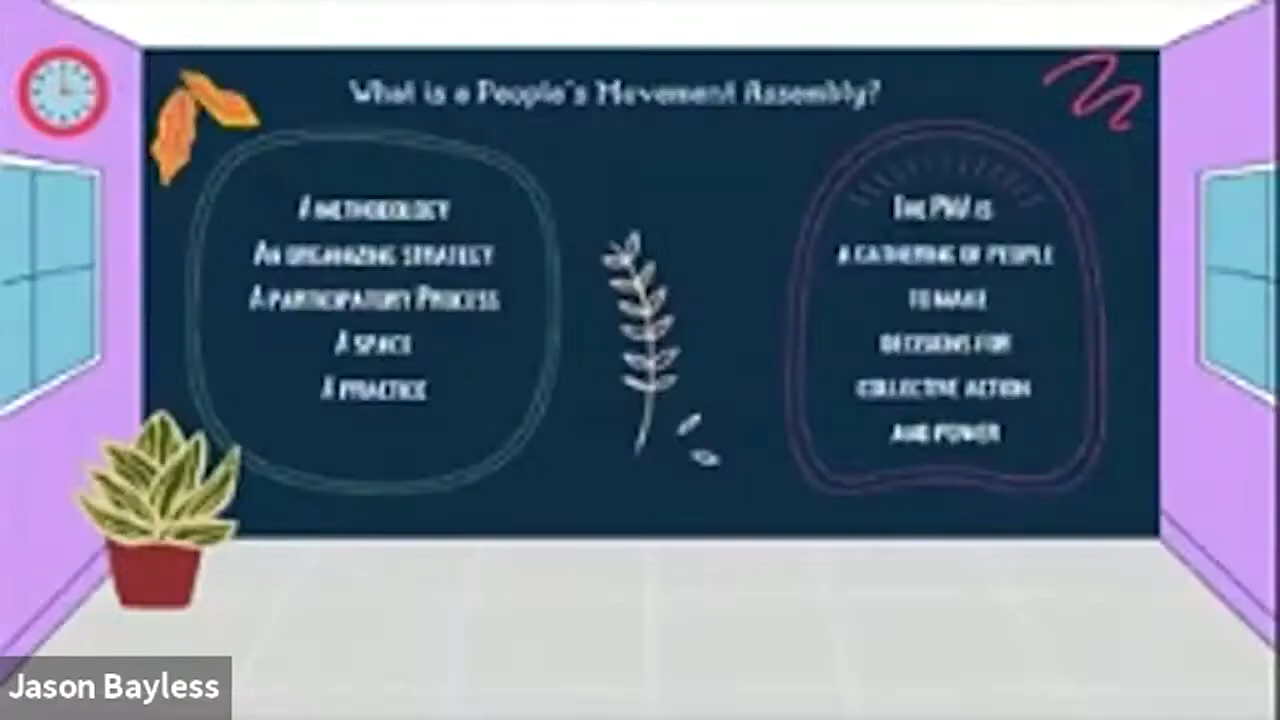 What is a People's Movement Assembly?
A METHODOLOGY
AN ORGANIZING STRATEGY
A PARTICIPATORY PROCESS
A SPACE
A PRACTICE
THE PMA IS
A GATHERING OF PEOPLE
TO MAKE
DECISIONS FOR
COLLECTIVE ACTION
AND POWER
Jason Bayless